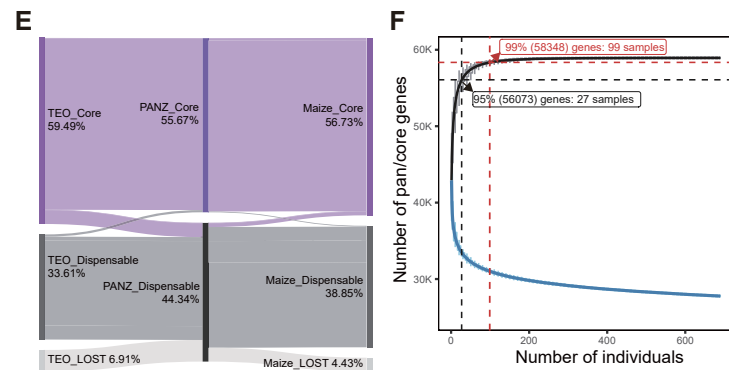 E
TEO_Core
59.49%
PANZ_Core
55.67%
Maize_Core
56.73%
TEO_Dispensable
33.61%
PANZ_Dispensable
44.34%
Maize_Dispensable
38.85%
TEO_LOST 6.91%
Maize_LOST 4.43%
F
Number of pan/core genes
60K
50K
40K
30K
99% (58348) genes: 99 samples
95% (56073) genes: 27 samples
0
200
400
600
Number of individuals